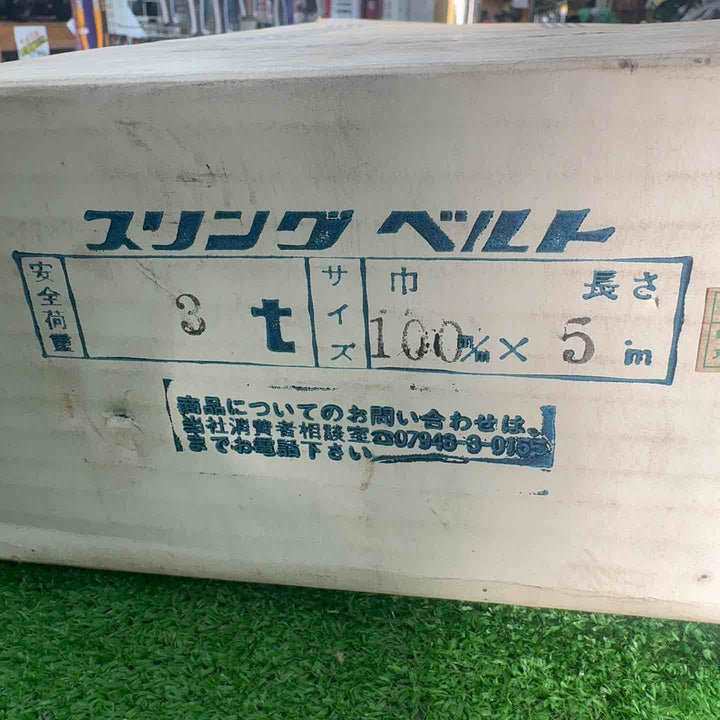 スリングベルト
安全荷重 3 t サイズ 巾 長さ
100m/m × 5 m
商品についてのお問い合わせは、
当社消費者相談室☎07948-3-0155
までお電話下さい。